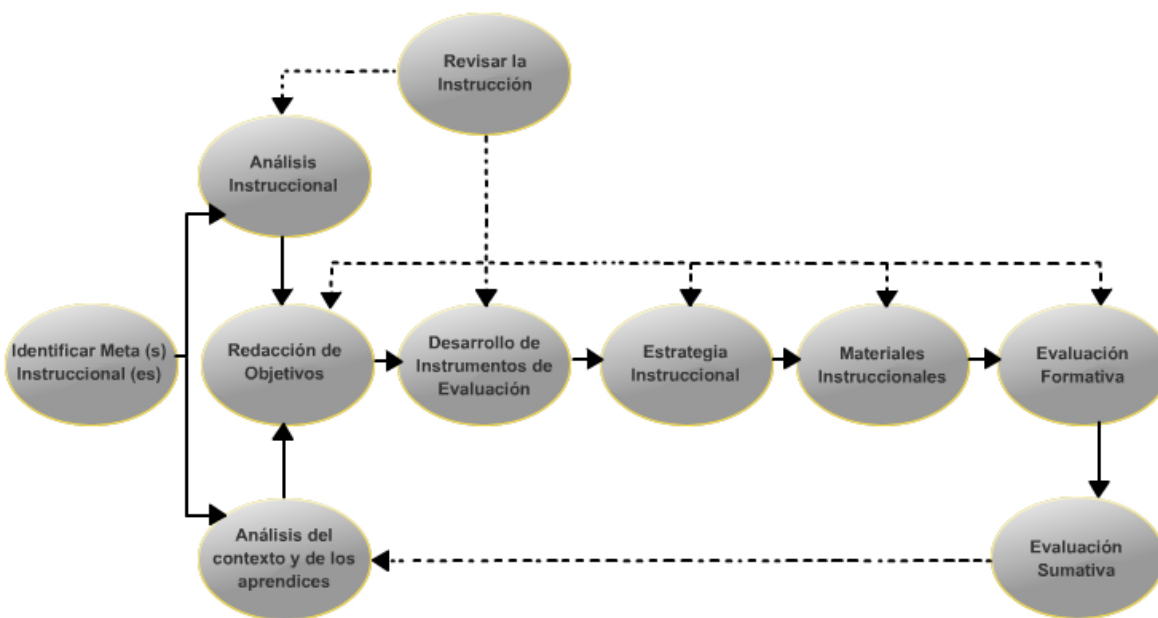 Revisar la
Instrucción
Análisis
Instruccional
Identificar Meta (s)
Instruccional (es)
Redacción de
Objetivos
Desarrollo de
Instrumentos de
Evaluación
Estrategia
Instruccional
Materiales
Instruccionales
Evaluación
Formativa
Análisis del
contexto y de los
aprendices
Evaluación
Sumativa